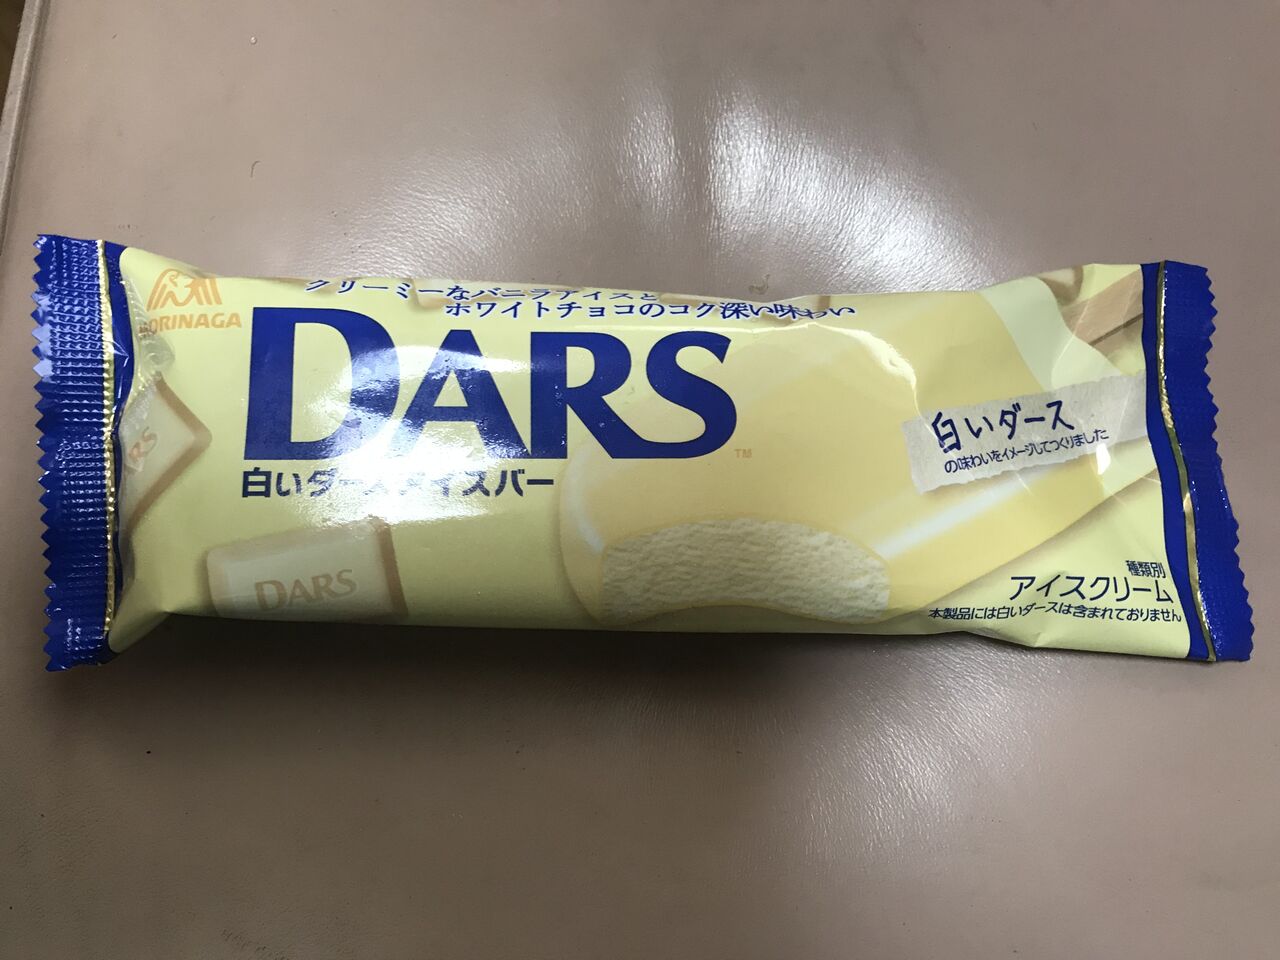 クリーミーなバニラアイスと
ホワイトチョコのコク深い味わい
MORINAGA
DARS
TM
白いダースアイスバー
白いダース
の味わいをイメージしてつくりました
RS
DARS
種類別
アイスクリーム
本製品には白いダースは含まれておりません